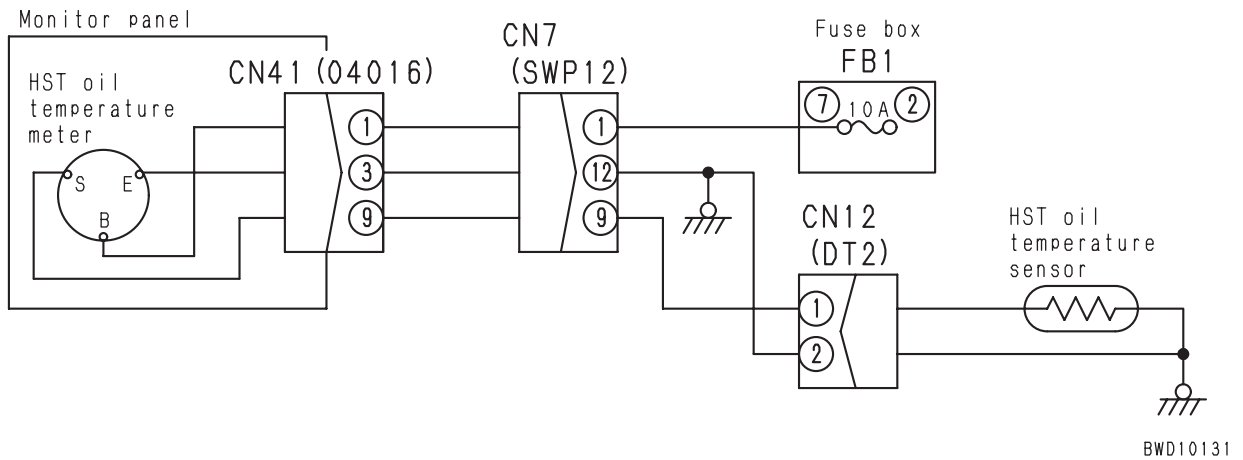 Monitor panel
HST oil
temperature
meter
S
E
B
CN41 (04016)
1
3
9
CN7
(SWP12)
1
12
9
Fuse box
FB1
7
10A
2
CN12
(DT2)
1
2
HST oil
temperature
sensor
BWD10131